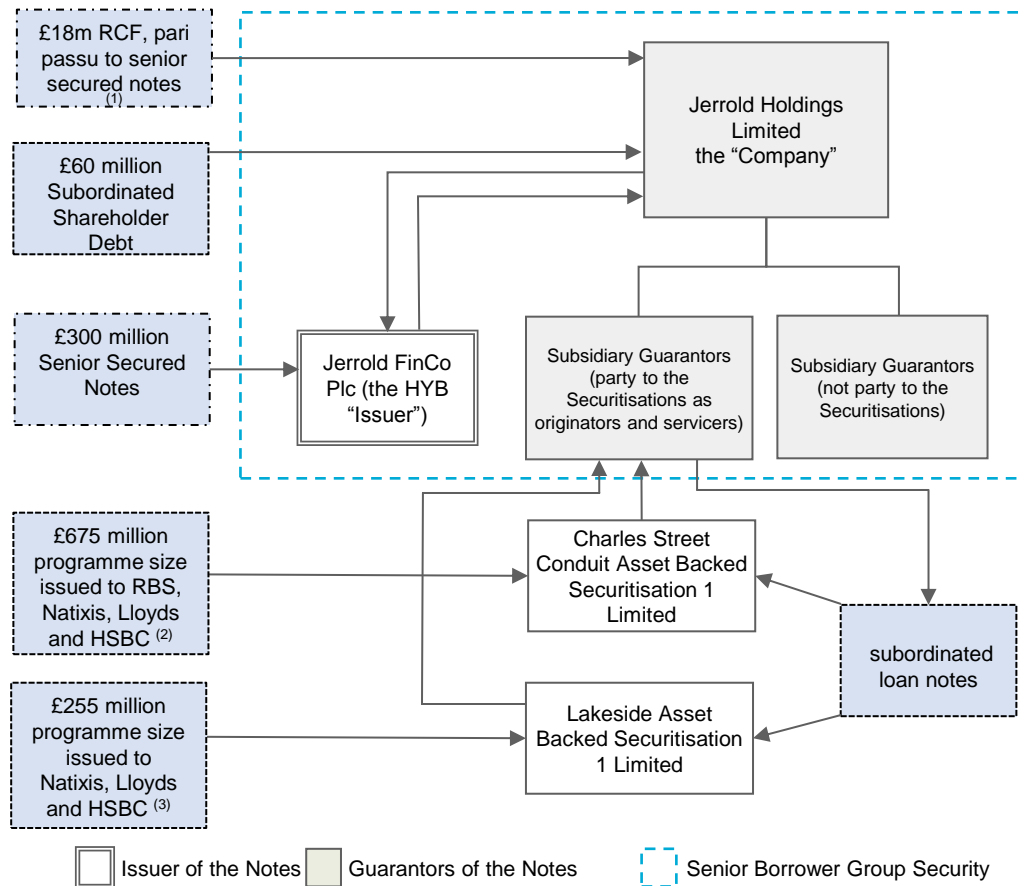 £18m RCF, pari
passu to senior
secured notes
(1)
Jerrold Holdings
Limited
the “Company”
£60 million
Subordinated
Shareholder
Debt
£300 million
Senior Secured
Notes
Jerrold FinCo
Plc (the HYB
“Issuer”)
Subsidiary Guarantors
(party to the
Securitisations as
originators and servicers)
Subsidiary Guarantors
(not party to the
Securitisations)
£675 million
programme size
issued to RBS,
Natixis, Lloyds
and HSBC (2)
Charles Street
Conduit Asset Backed
Securitisation 1
Limited
subordinated
loan notes
£255 million
programme size
issued to
Natixis, Lloyds
and HSBC (3)
Lakeside Asset
Backed Securitisation
1 Limited
Issuer of the Notes
Guarantors of the Notes
Senior Borrower Group Security